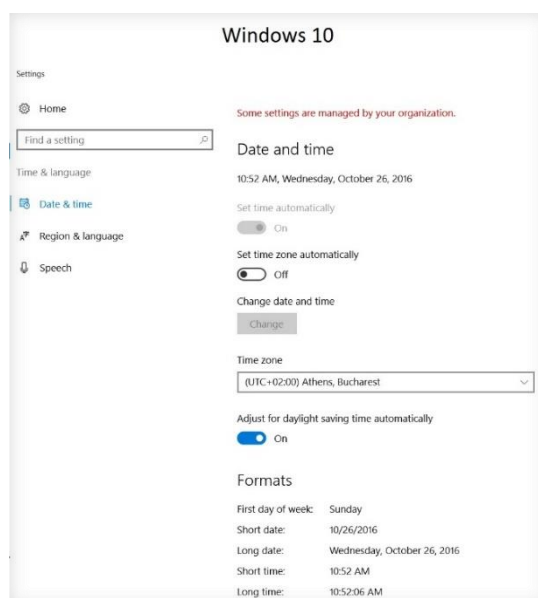 Windows 10
Settings
Home
Find a setting
Time & language
Date & time
Region & language
Speech
Some settings are managed by your organization.
Date and time
10:52 AM, Wednesday, October 26, 2016
Set time automatically
On
Set time zone automatically
Off
Change date and time
Change
Time zone
(UTC+02:00) Athens, Bucharest
Adjust for daylight saving time automatically
On
Formats
First day of week: Sunday
Short date: 10/26/2016
Long date: Wednesday, October 26, 2016
Short time: 10:52 AM
Long time: 10:52:06 AM